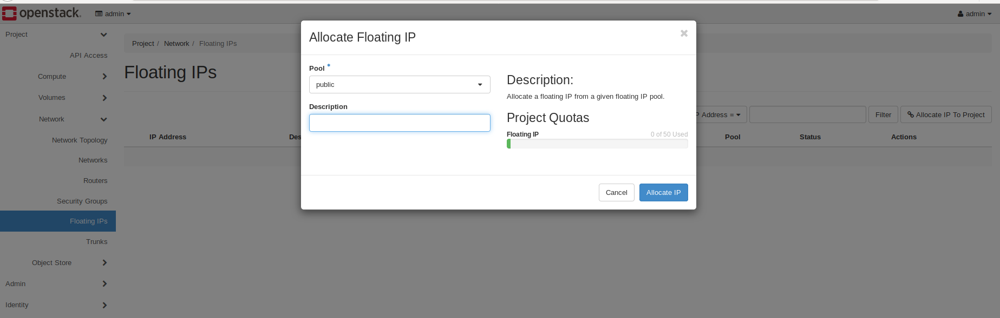 openstack.
admin
admin
Project
API Access
Compute
Volumes
Network
Network Topology
Networks
Routers
Security Groups
Floating IPs
Trunks
Object Store
Admin
Identity
Project / Network / Floating IPs
Floating IPs
Address =
Filter
Allocate IP To Project
IP Address
Pool
Status
Actions
Allocate Floating IP
Pool *
public
Description
Description:
Allocate a floating IP from a given floating IP pool.
Project Quotas
Floating IP 0 of 50 Used
Cancel
Allocate IP